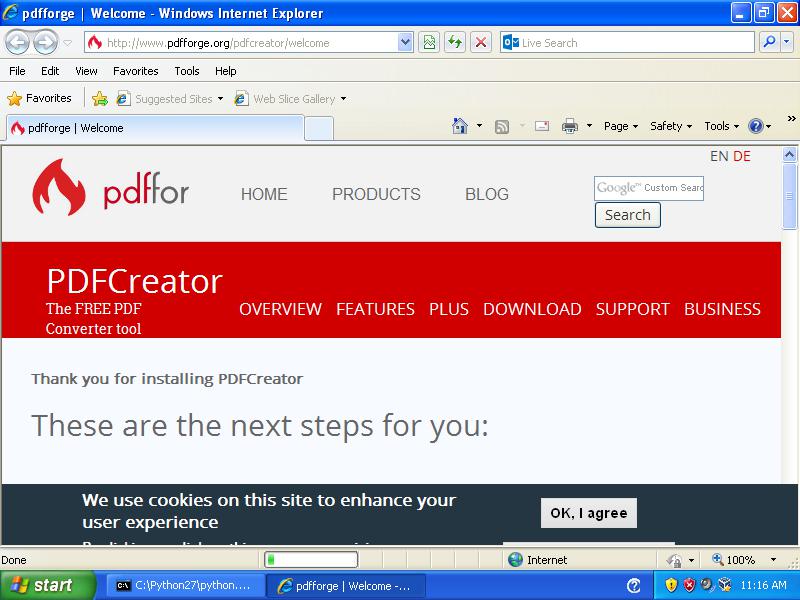 pdfforge | Welcome - Windows Internet Explorer
http://www.pdfforge.org/pdfcreator/welcome
Live Search
File Edit View Favorites Tools Help
Favorites Suggested Sites Web Slice Gallery
pdfforge | Welcome
Page Safety Tools
EN DE
pdffor
HOME PRODUCTS BLOG
Google™ Custom Searc
Search
PDFCreator
The FREE PDF
Converter tool
OVERVIEW FEATURES PLUS DOWNLOAD SUPPORT BUSINESS
Thank you for installing PDFCreator
These are the next steps for you:
We use cookies on this site to enhance your
user experience
OK, I agree
Done Internet 100%
start C:\Python27\python.... pdfforge | Welcome -... 11:16 AM